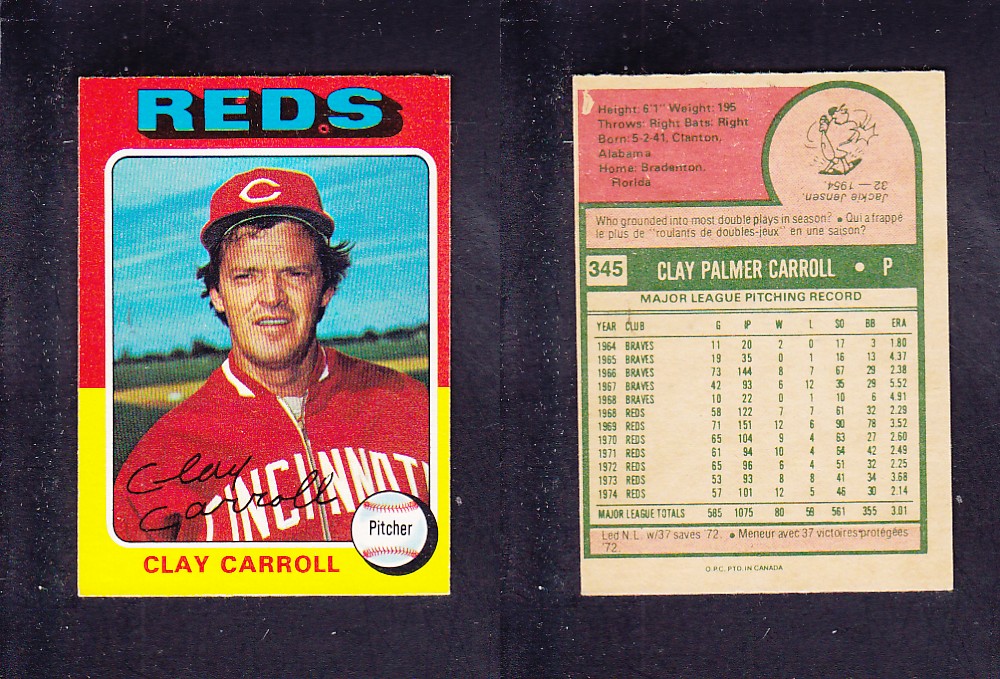 REDS
C
CINCINNATI
Clay
Carroll
Pitcher
CLAY CARROLL
Height: 6'1" Weight: 195
Throws: Right Bats: Right
Born: 5-2-41, Clanton,
Alabama
Home: Bradenton,
Florida
Jackie Jensen,
32 — 1954.
Who grounded into most double plays in season? • Qui a frappé
le plus de "roulants de doubles-jeux" en une saison?
345 CLAY PALMER CARROLL • P
MAJOR LEAGUE PITCHING RECORD
YEAR CLUB G IP W L SO BB ERA
1964 BRAVES 11 20 2 0 17 3 1.80
1965 BRAVES 19 35 0 1 16 13 4.37
1966 BRAVES 73 144 8 7 67 29 2.38
1967 BRAVES 42 93 6 12 35 29 5.52
1968 BRAVES 10 22 0 1 10 6 4.91
1968 REDS 58 122 7 7 61 32 2.29
1969 REDS 71 151 12 6 90 78 3.52
1970 REDS 65 104 9 4 63 27 2.60
1971 REDS 61 94 10 4 64 42 2.49
1972 REDS 65 96 6 4 51 32 2.25
1973 REDS 53 93 8 8 41 34 3.68
1974 REDS 57 101 12 5 46 30 2.14
MAJOR LEAGUE TOTALS 585 1075 80 59 561 355 3.01
Led N.L. w/37 saves '72. • Meneur avec 37 victoires protégées
'72.
O.P.C. PTD. IN CANADA